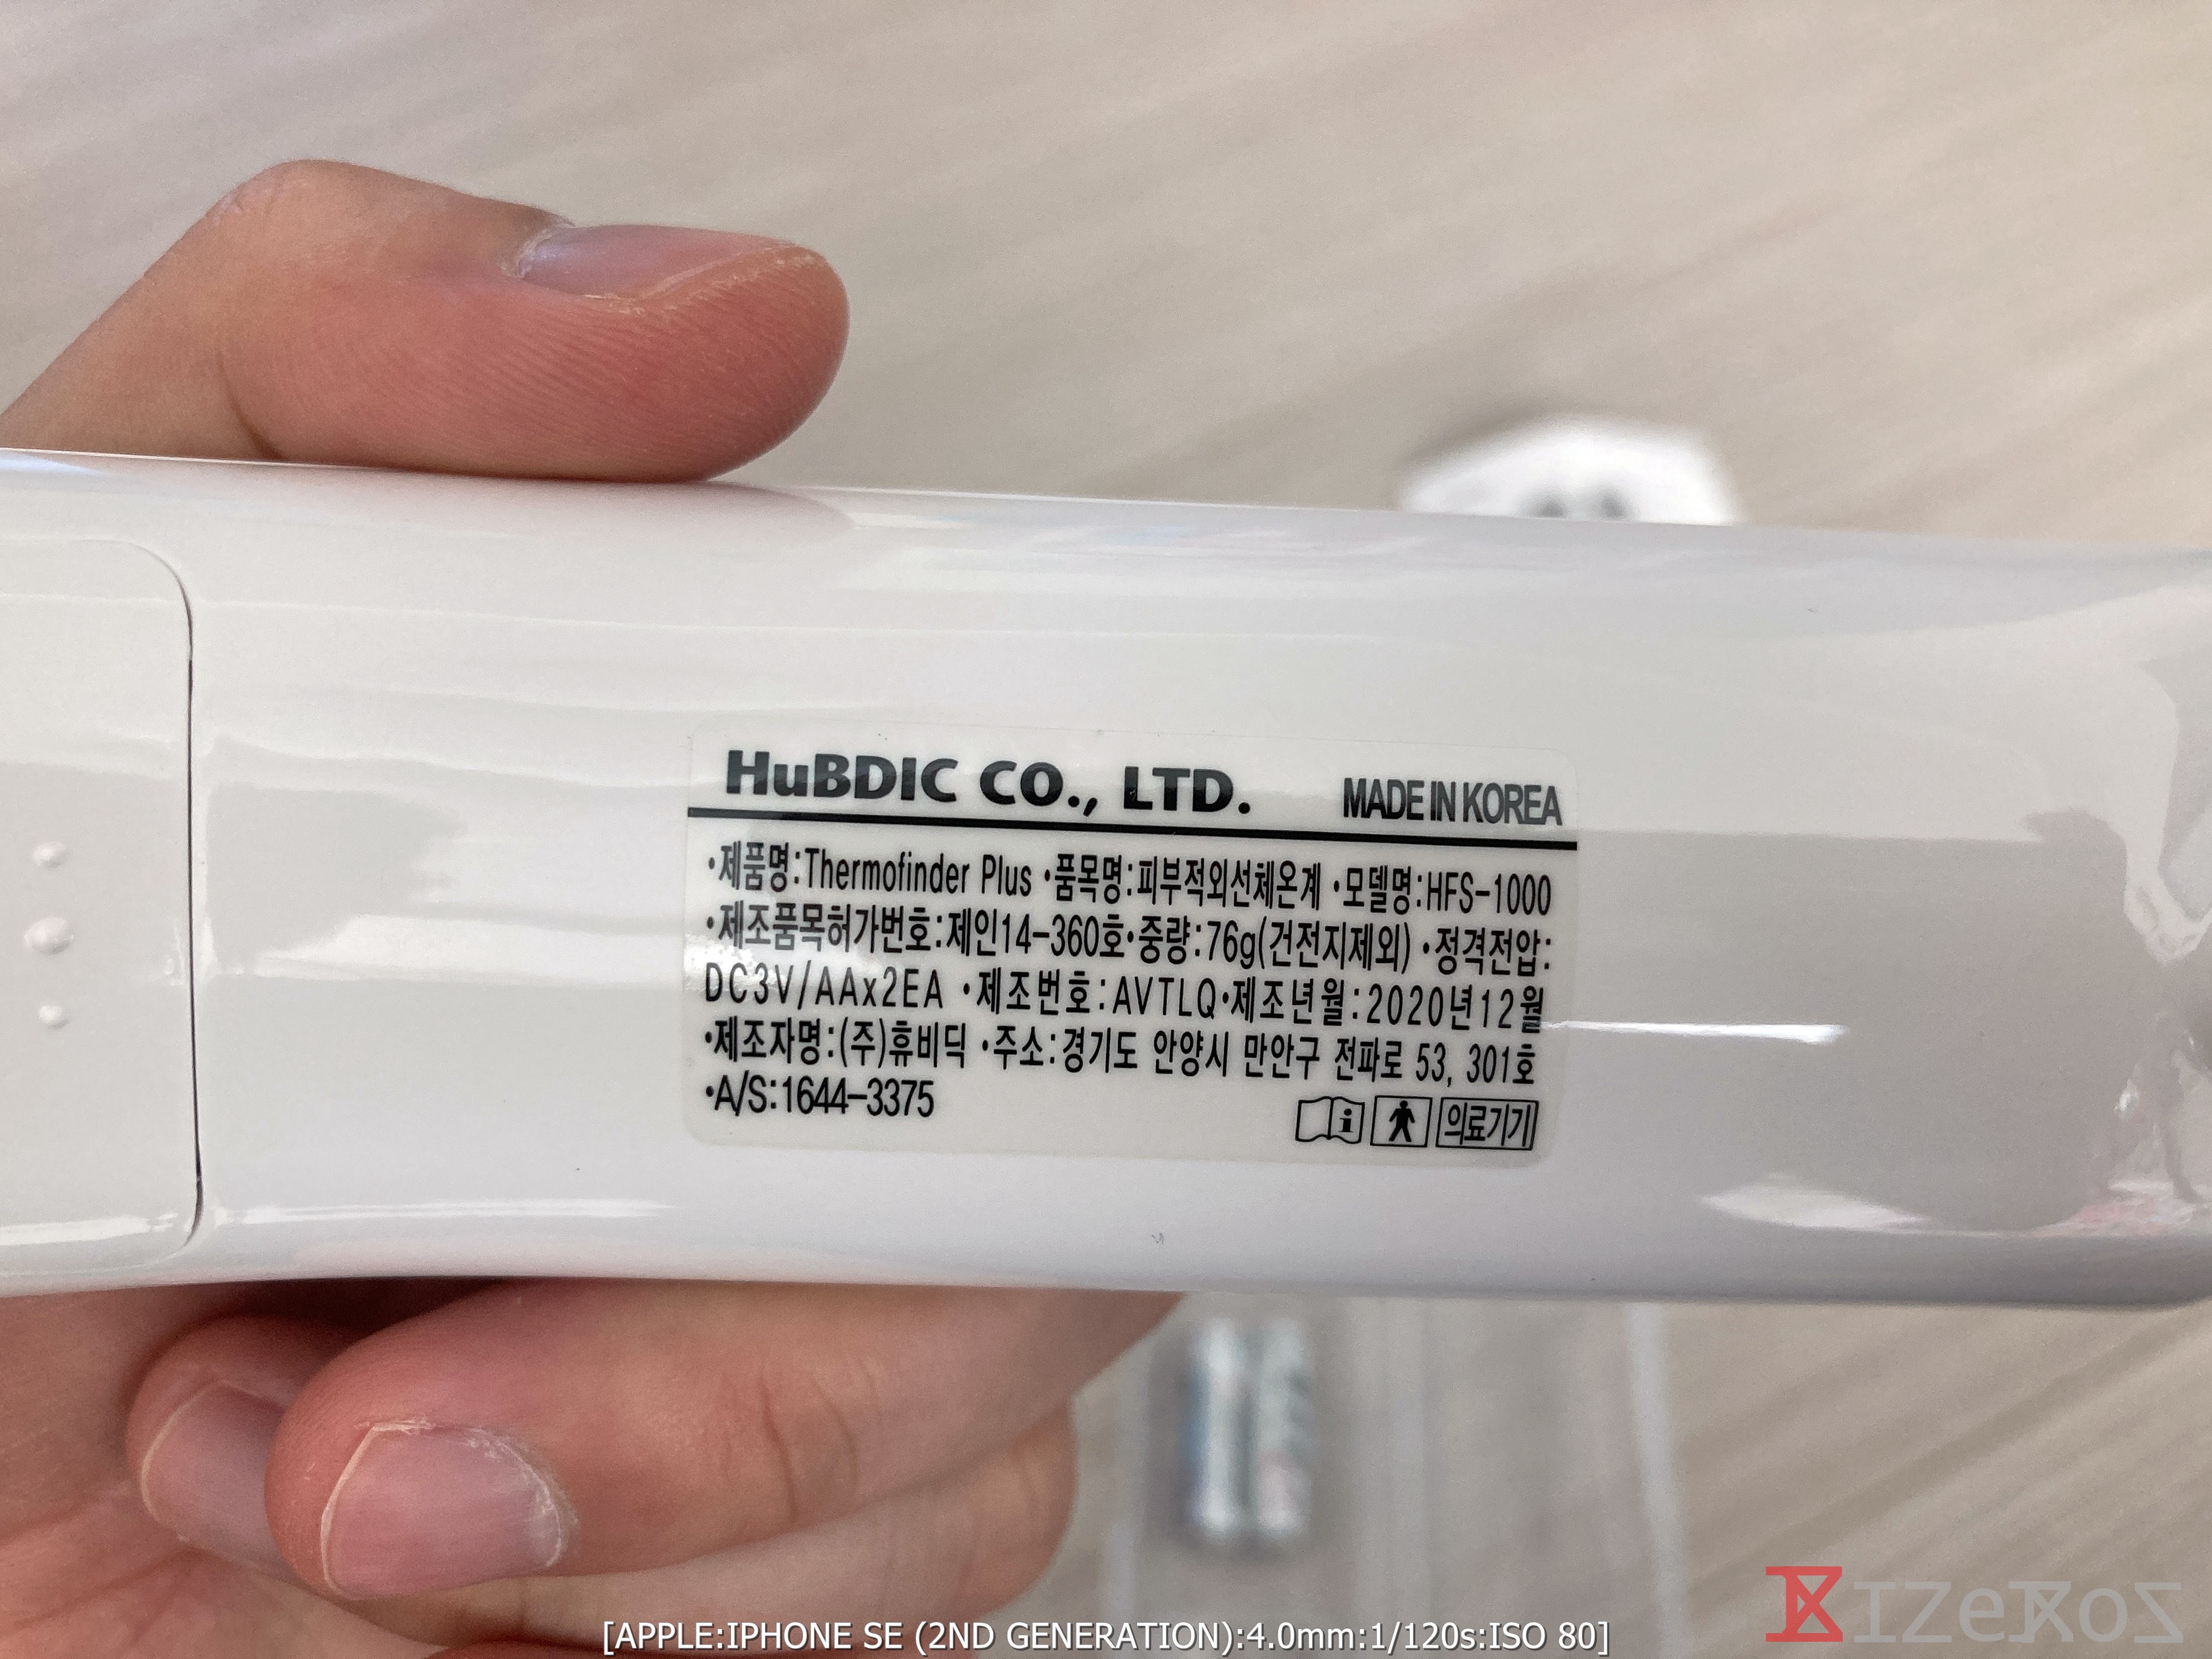 HuBDIC CO., LTD. MADE IN KOREA
•제품명:Thermofinder Plus •품목명:피부적외선체온계 •모델명:HFS-1000
•제조품목허가번호:제인14-360호•중량:76g(건전지제외) •정격전압:
DC3V/AAx2EA •제조번호:AVTLQ•제조년월:2020년12월
•제조자명:(주)휴비딕 •주소:경기도 안양시 만안구 전파로 53, 301호
•A/S:1644-3375
i 의료기기
[APPLE:IPHONE SE (2ND GENERATION):4.0mm:1/120s:ISO 80]